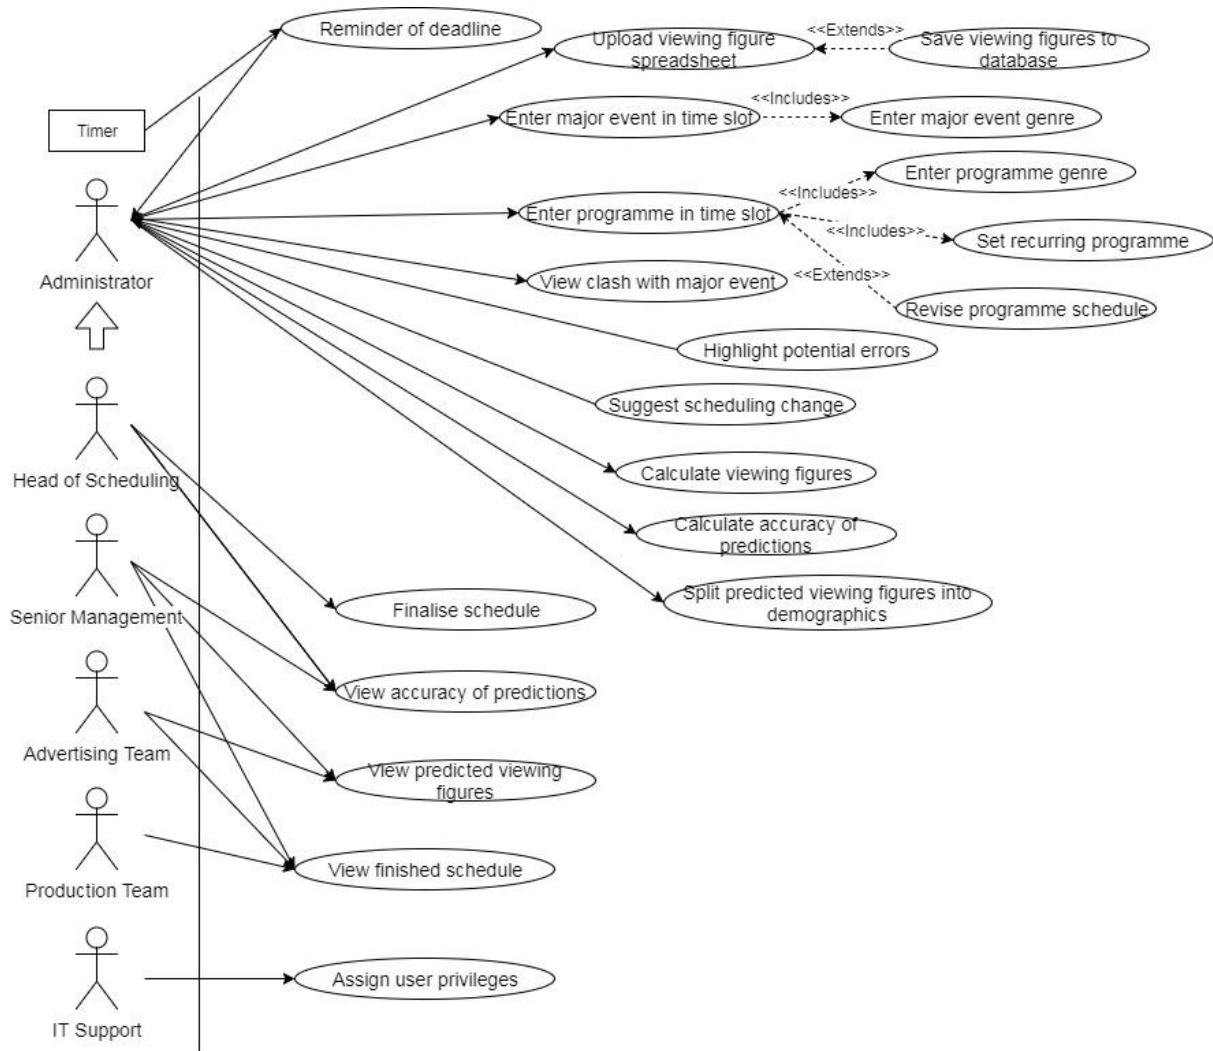 Reminder of deadline
<<Extends>>
Upload viewing figure
spreadsheet
Save viewing figures to
database
<<Includes>>
Enter major event in time slot
Enter major event genre
Timer
Enter programme genre
<<Includes>>
Enter programme in time slot
<<Includes>>
Set recurring programme
Administrator
View clash with major event
<<Extends>>
Revise programme schedule
Highlight potential errors
Suggest scheduling change
Head of Scheduling
Calculate viewing figures
Calculate accuracy of
predictions
Split predicted viewing figures into
demographics
Finalise schedule
Senior Management
View accuracy of predictions
Advertising Team
View predicted viewing
figures
View finished schedule
Production Team
Assign user privileges
IT Support